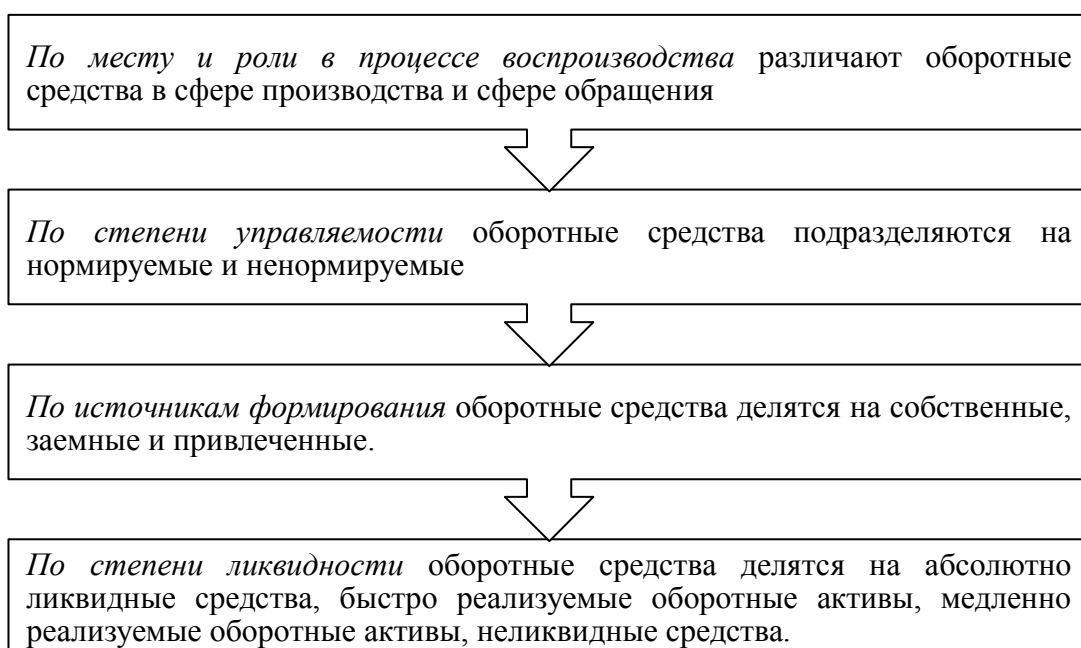 По месту и роли в процессе воспроизводства различают оборотные
средства в сфере производства и сфере обращения
По степени управляемости оборотные средства подразделяются на
нормируемые и ненормируемые
По источникам формирования оборотные средства делятся на собственные,
заемные и привлеченные.
По степени ликвидности оборотные средства делятся на абсолютно
ликвидные средства, быстро реализуемые оборотные активы, медленно
реализуемые оборотные активы, неликвидные средства.